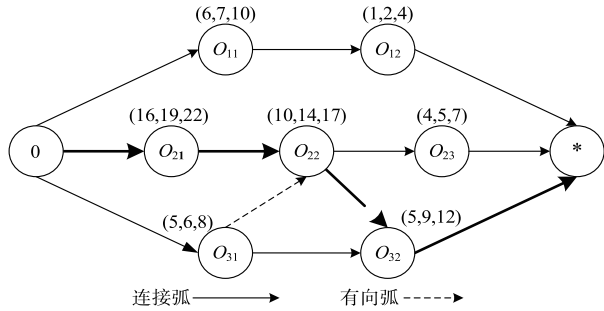 (6,7,10) (1,2,4)
O11 O12
(16,19,22) (10,14,17) (4,5,7)
0 O21 O22 O23 *
(5,6,8) (5,9,12)
O31 O32
连接弧 有向弧